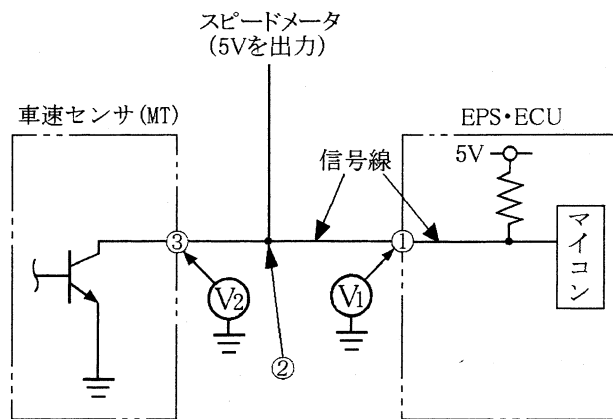 スピードメータ
(5Vを出力)
車速センサ(MT)
EPS・ECU
5V
信号線
マイコン
③
①
V2
V1
②